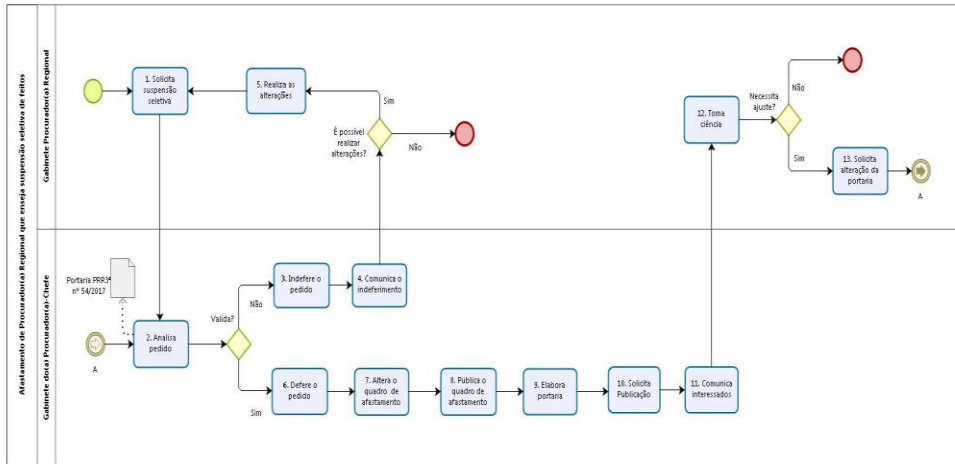 Afastamento de Procurador(a) Regional que enseja suspensão seletiva de feitos
Gabinete Procurador(a) Regional
1. Solicita
suspensão
seletiva
5. Realiza as
alterações
Sim
É possível
realizar
alterações?
Não
12. Toma
ciência
Necessita
ajuste?
Não
Sim
13. Solicita
alteração da
portaria
A
Gabinete do(a) Procurador(a)-Chefe
Portaria PRR3ª
nº 54/2017
A
2. Analisa
pedido
Valida?
Não
3. Indefere o
pedido
4. Comunica o
indeferimento
Sim
6. Defere o
pedido
7. Altera o
quadro de
afastamento
8. Publica o
quadro de
afastamento
9. Elabora
portaria
10. Solicita
Publicação
11. Comunica
interessados